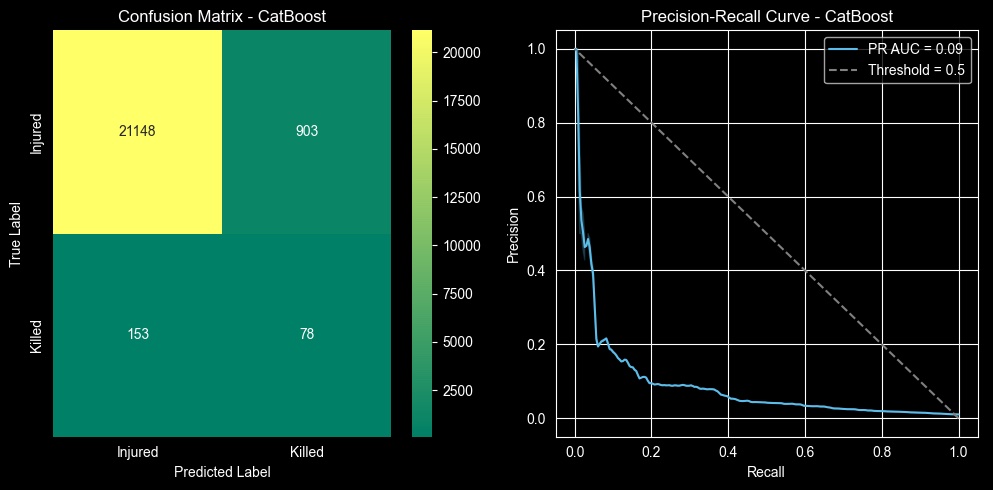 Confusion Matrix - CatBoost
True Label
Injured
Killed
21148
903
153
78
Injured
Killed
Predicted Label
20000
17500
15000
12500
10000
7500
5000
2500
Precision-Recall Curve - CatBoost
PR AUC = 0.09
Threshold = 0.5
Precision
1.0
0.8
0.6
0.4
0.2
0.0
0.0
0.2
0.4
0.6
0.8
1.0
Recall